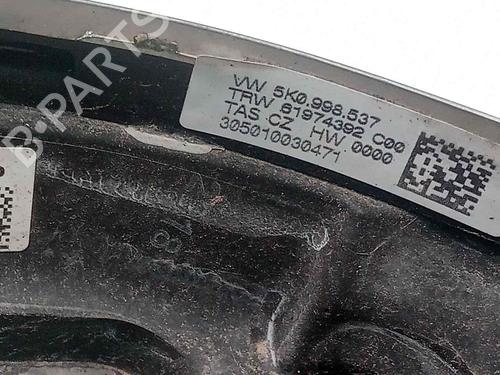 B-PARTS
VW 5K0.998.537
TRW 61974392 C00
TAS CZ HW 0000
305010030471